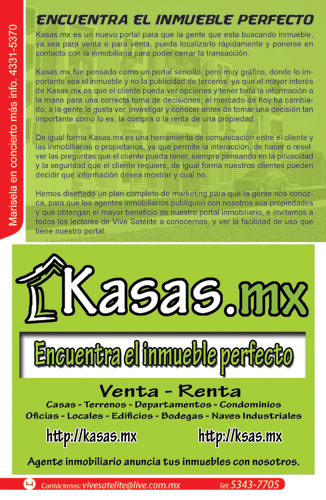 ENCUENTRA EL INMUEBLE PERFECTO
Kasas.mx es un nuevo portal para que la gente que esta buscando inmueble,
ya sea para venta o para venta, pueda localizarlo rápidamente y ponerse en
contacto con la inmobiliaria para poder cerrar la transacción.
Kasas.mx fue pensado como un portal sencillo, pero muy gráfico, donde lo im-
portante sea el inmueble y no la publicidad de terceros, ya que el mayor interés
de Kasas.mx es que el cliente pueda ver opciones y tener toda la información a
la mano para una correcta toma de decisiones; el mercado de hoy ha cambia-
do, a la gente le gusta ver, investigar y conocer antes de tomar una decisión tan
importante como lo es, la compra o la renta de una propiedad.
De igual forma Kasas.mx es una herramienta de comunicación entre el cliente y
las inmobiliarias o propietarios, ya que permite la interacción, de hacer o resol-
ver las preguntas que el cliente pueda tener, siempre pensando en la privacidad
y la seguridad que el cliente requiere, de igual forma nuestros clientes pueden
decidir que información desea mostrar y cual no.
Hemos diseñado un plan completo de marketing para que la gente nos conoz-
ca, para que los agentes inmobiliarios publiquen con nosotros sus propiedades
y que obtengan el mayor beneficio de nuestro portal inmobiliario, e invitamos a
todos los lectores de Vive Satélite a conocernos, y ver la facilidad de uso que
tiene nuestro portal.
Marisela en concierto más info. 4331-5370
Kasas.mx
Encuentra el inmueble perfecto
Venta - Renta
Casas - Terrenos - Departamentos - Condominios
Oficias - Locales - Edificios - Bodegas - Naves Industriales
http://kasas.mx http://ksas.mx
Agente inmobiliario anuncia tus inmuebles con nosotros.
4 Contáctanos: vivesatelite@live.com.mx Tel: 5343-7705